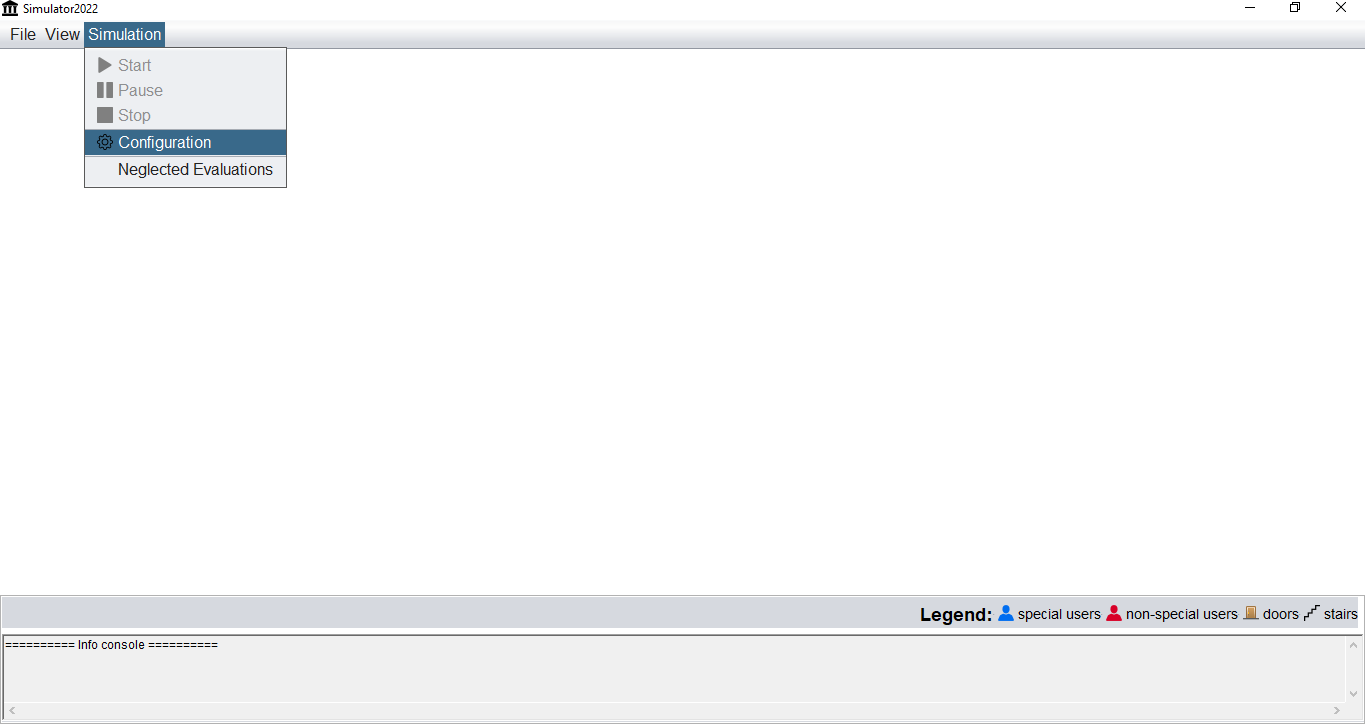 Simulator2022
File View Simulation
Start
Pause
Stop
Configuration
Neglected Evaluations
Legend: special users non-special users doors stairs
========== Info console ==========